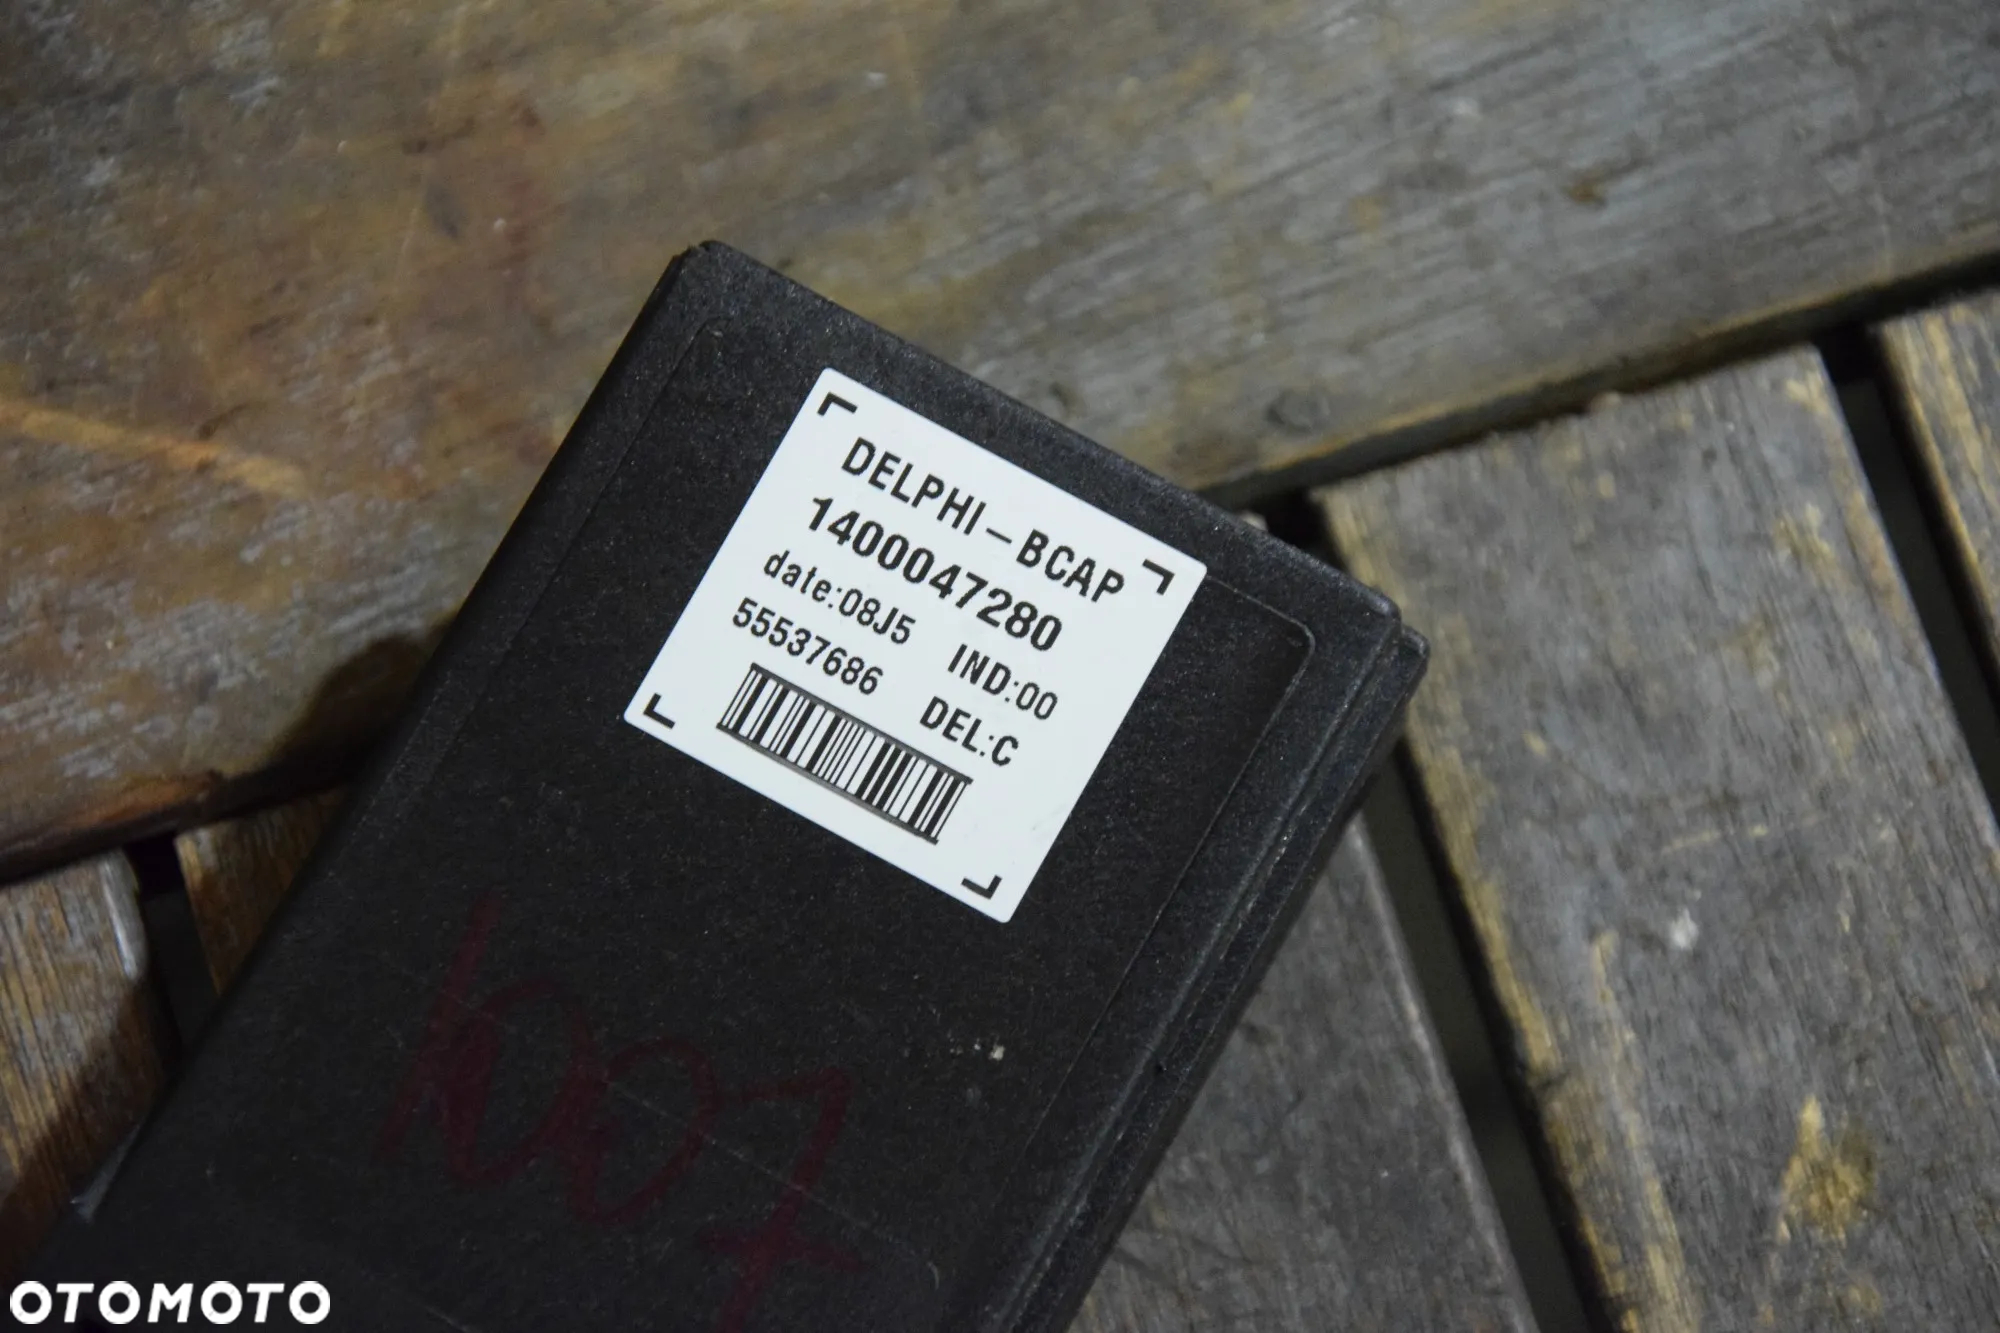 DELPHI-BCAP
1400047280
date:08J5 IND:00
55537686 DEL:C
OTOMOTO